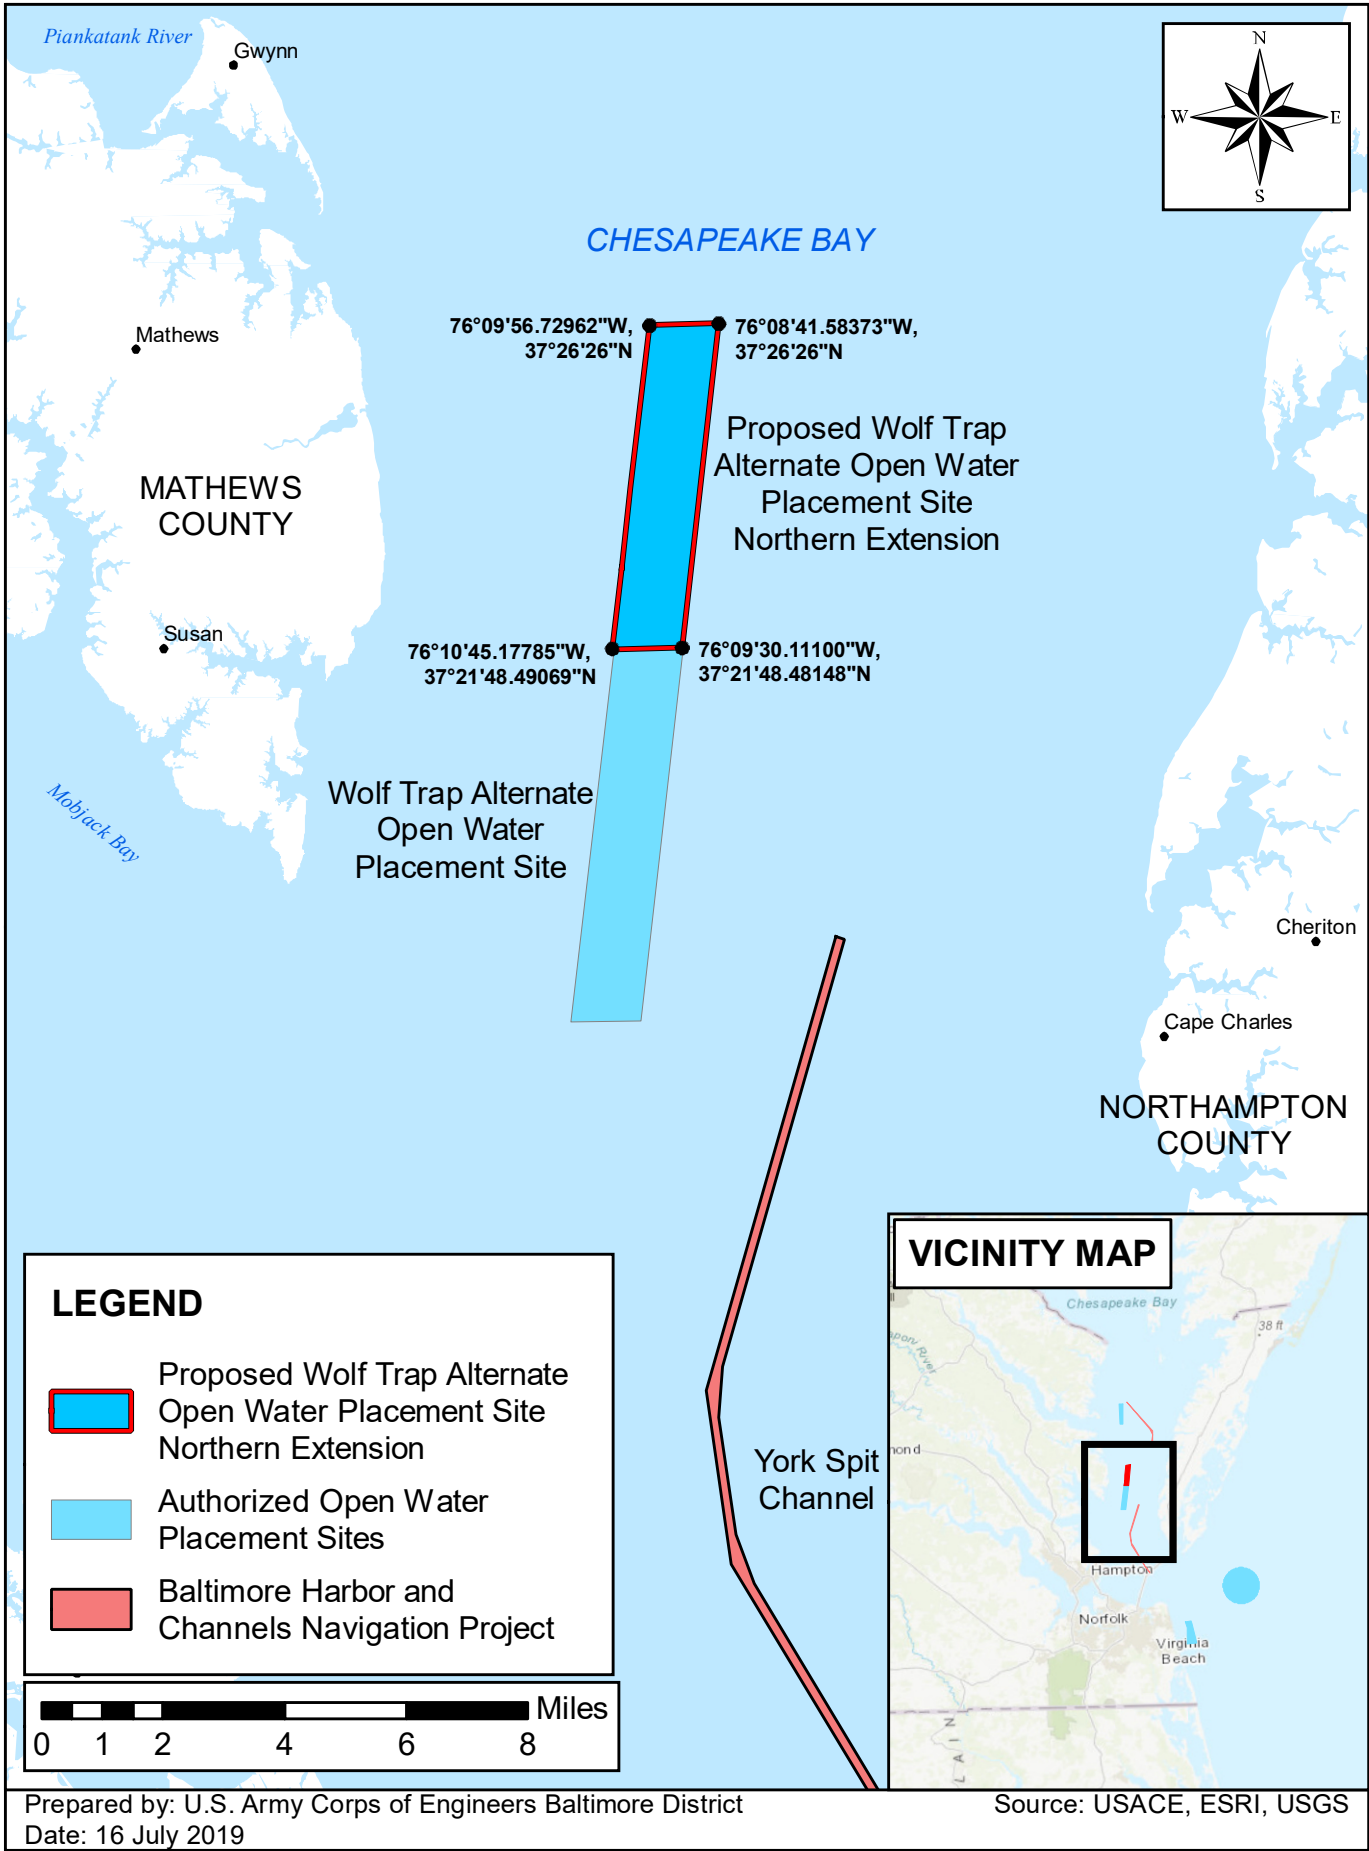 Piankatank River
Gwynn
N
W
E
S
CHESAPEAKE BAY
76°09'56.72962"W,
37°26'26"N
76°08'41.58373"W,
37°26'26"N
Mathews
Proposed Wolf Trap
Alternate Open Water
Placement Site
Northern Extension
MATHEWS
COUNTY
Susan
76°10'45.17785"W,
37°21'48.49069"N
76°09'30.11100"W,
37°21'48.48148"N
Mobjack Bay
Wolf Trap Alternate
Open Water
Placement Site
Cheriton
Cape Charles
NORTHAMPTON
COUNTY
York Spit
Channel
LEGEND
Proposed Wolf Trap Alternate
Open Water Placement Site
Northern Extension
Authorized Open Water
Placement Sites
Baltimore Harbor and
Channels Navigation Project
Miles
0 1 2 4 6 8
VICINITY MAP
Chesapeake Bay
38 ft
River
mond
Hampton
Norfolk
Virginia
Beach
LAIN
Prepared by: U.S. Army Corps of Engineers Baltimore District
Source: USACE, ESRI, USGS
Date: 16 July 2019